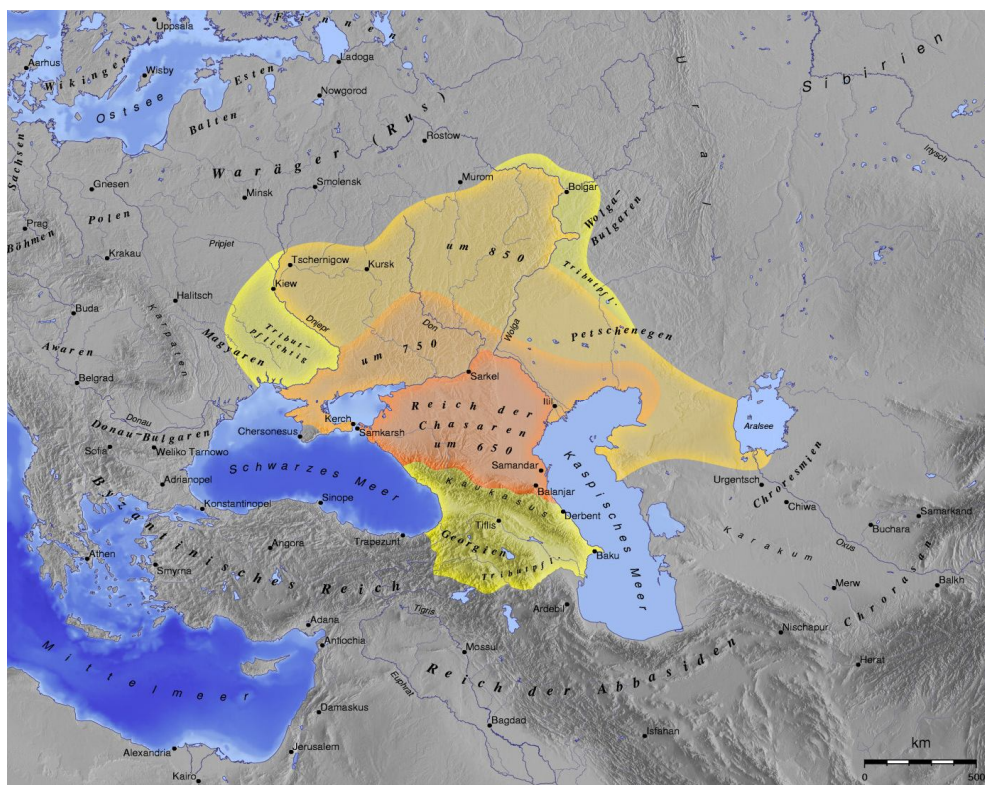 Finnen
Uppsala
Ladoga
Aarhus
Wikinger
Wisby
Esten
Ostsee
Nowgorod
Balten
Ural
Sibirien
Irtysch
Sachsen
Waräger (Rus)
Rostow
Gnesen
Minsk
Smolensk
Murom
Bolgar
Wolga-
Bulgaren
Polen
Prag
Böhmen
Krakau
Pripjet
um 850
Tschernigow
Kursk
Kiew
Tributpfl.
Halitsch
Buda
Karpaten
Dnjepr
Don
Wolga
Petschenegen
Tribut-
pflichtig
Magyaren
um 750
Awaren
Belgrad
Sarkel
Itil
Reich der
Chasaren
um 650
Aralsee
Donau
Donau-Bulgaren
Kerch
Samkarsh
Chersonesus
Sofia
Weliko Tarnowo
Schwarzes Meer
Samandar
Balanjar
Kaukasus
Kaspisches Meer
Urgentsch
Chroresmien
Chiwa
Adrianopel
Konstantinopel
Sinope
Derbent
Samarkand
Buchara
Byzantinisches Reich
Tiflis
Georgien
Trapezunt
Tributpfl.
Baku
Karakum
Oxus
Athen
Angora
Smyrna
Merw
Balkh
Chrorasan
Ardebil
Tigris
Adana
Antiochia
Nischapur
Mossul
Herat
Mittelmeer
Reich der Abbasiden
Euphrat
Damaskus
Bagdad
Isfahan
Alexandria
Jerusalem
Kairo
km
0 500